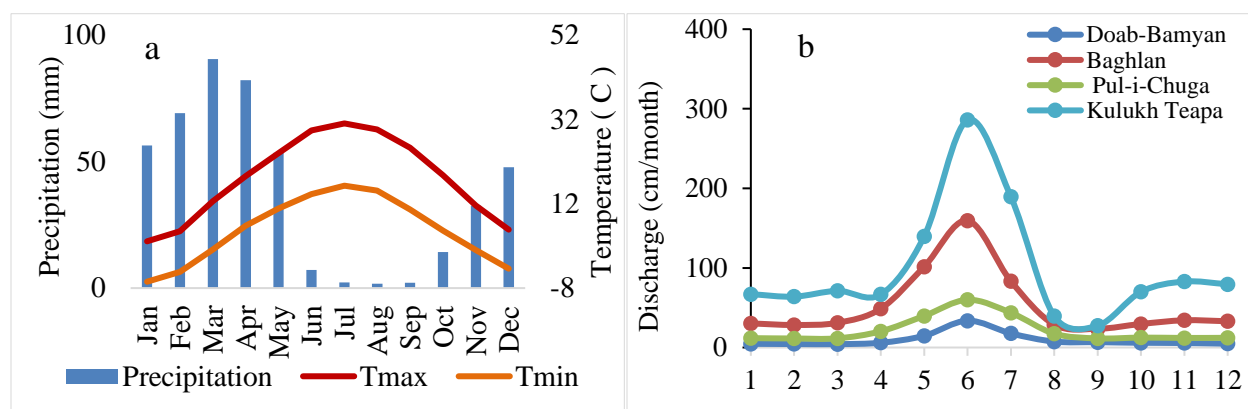 a
Precipitation (mm)
100
50
0
Temperature ( C )
52
32
12
-8
Jan
Feb
Mar
Apr
May
Jun
Jul
Aug
Sep
Oct
Nov
Dec
Precipitation
Tmax
Tmin
b
Discharge (cm/month)
400
300
200
100
0
Doab-Bamyan
Baghlan
Pul-i-Chuga
Kulukh Teapa
1 2 3 4 5 6 7 8 9 10 11 12